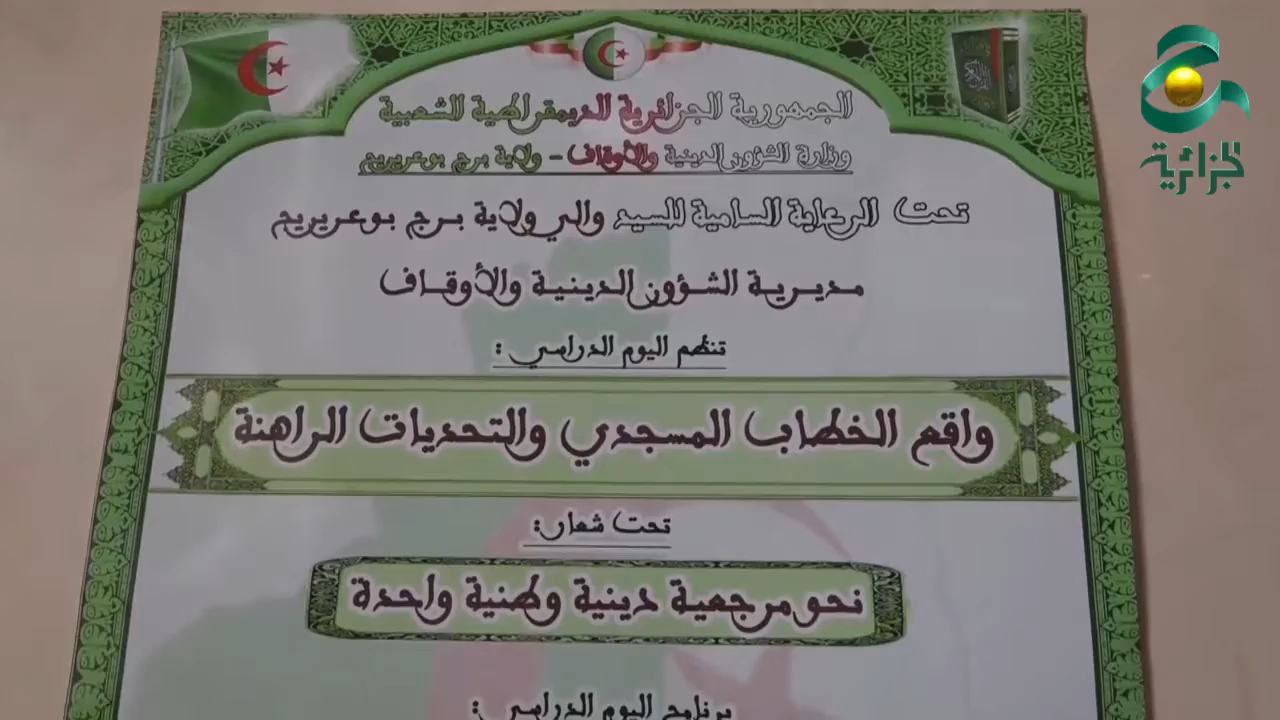 الجمهورية الجزائرية الديمقراطية الشعبية
وزارة الشؤون الدينية والأوقاف - ولاية برج بوعريريج
تحت الرعاية السامية للسيد والي ولاية برج بوعريريج
مديرية الشؤون الدينية والأوقاف
تنظم اليوم الدراسي :
واقع الخطاب المسجدي والتحديات الراهنة
تحت شعار:
نحو مرجعية دينية وطنية واحدة
برنامج اليوم الدراسي :
الجزائرية